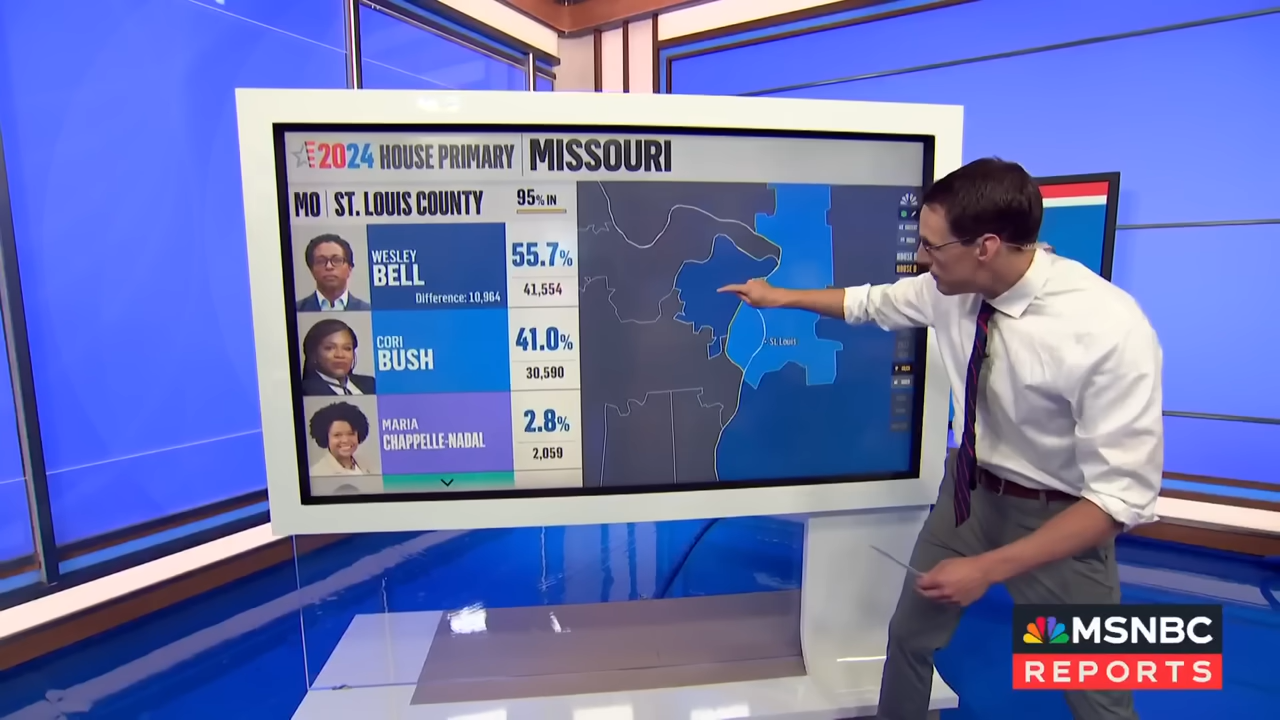 2024 HOUSE PRIMARY
MISSOURI
MO ST. LOUIS COUNTY
95% IN
WESLEY
BELL
Difference: 10,964
55.7%
41,554
CORI
BUSH
41.0%
30,590
MARIA
CHAPPELLE-NADAL
2.8%
2,059
St. Louis
MSNBC
REPORTS